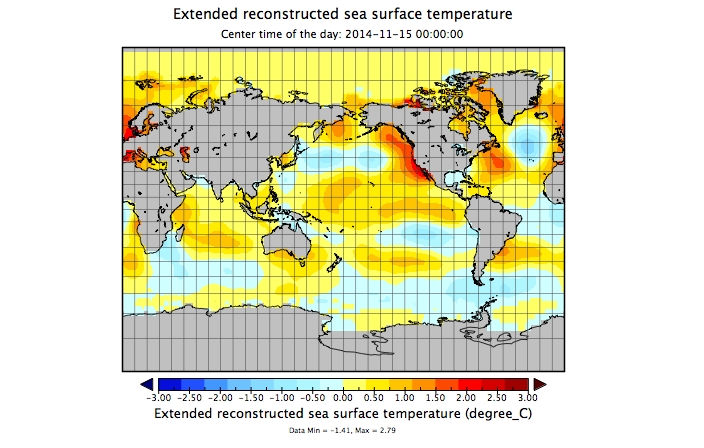 Extended reconstructed sea surface temperature
Center time of the day: 2014-11-15 00:00:00
-3.00 -2.50 -2.00 -1.50 -1.00 -0.50 0.00 0.50 1.00 1.50 2.00 2.50 3.00
Extended reconstructed sea surface temperature (degree_C)
Data Min = -1.41, Max = 2.79